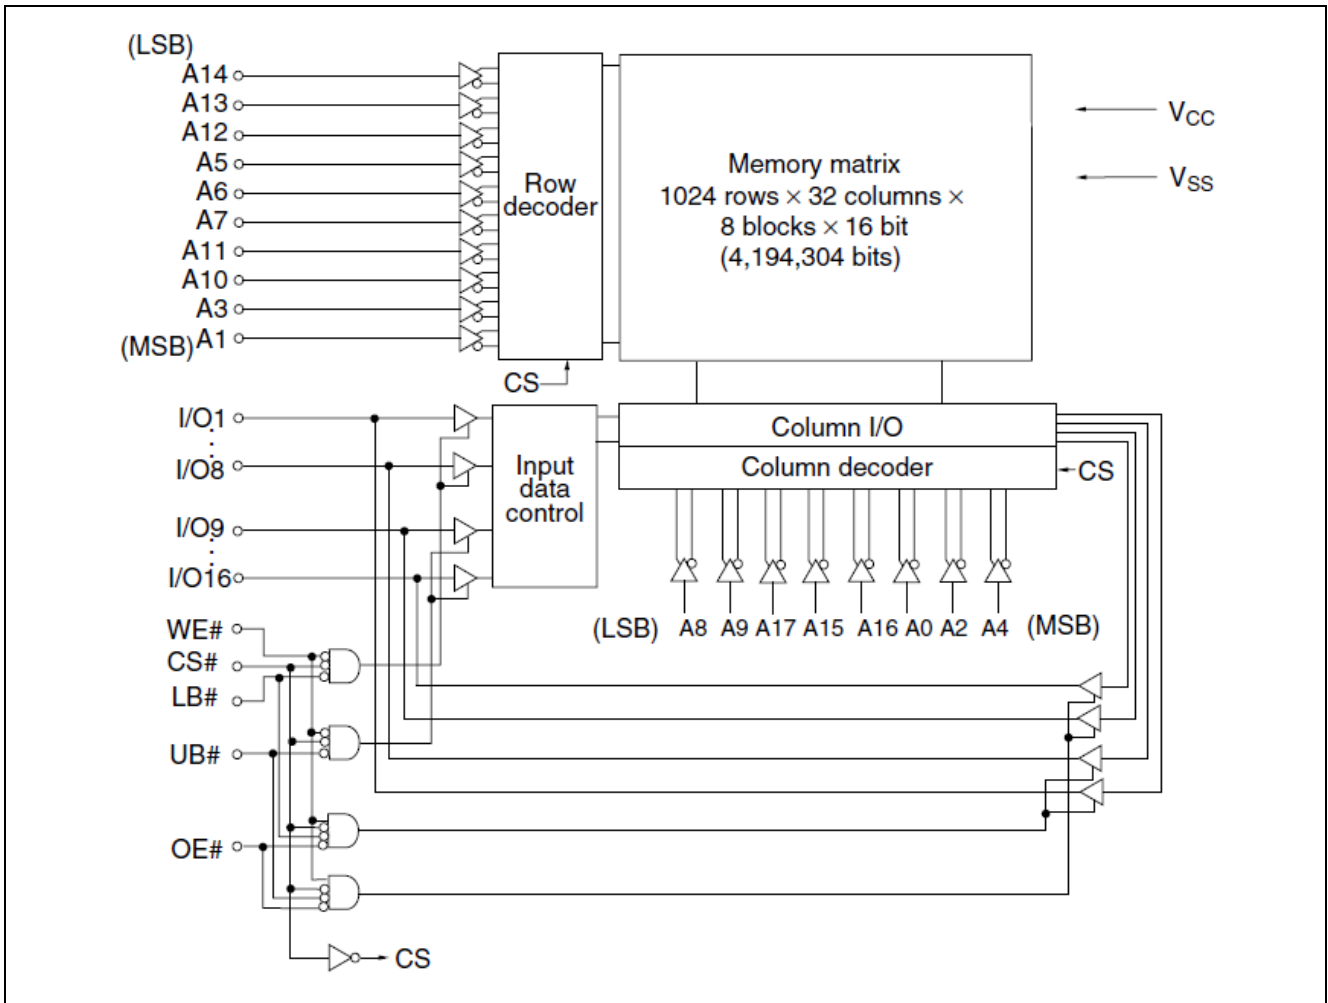 (LSB)
A14
A13
A12
A5
A6
A7
A11
A10
A3
(MSB) A1
Row
decoder
CS
Memory matrix
1024 rows × 32 columns ×
8 blocks × 16 bit
(4,194,304 bits)
VCC
VSS
I/O1
I/O8
I/O9
I/O16
Input
data
control
Column I/O
Column decoder
CS
(LSB) A8 A9 A17 A15 A16 A0 A2 A4 (MSB)
WE#
CS#
LB#
UB#
OE#
CS